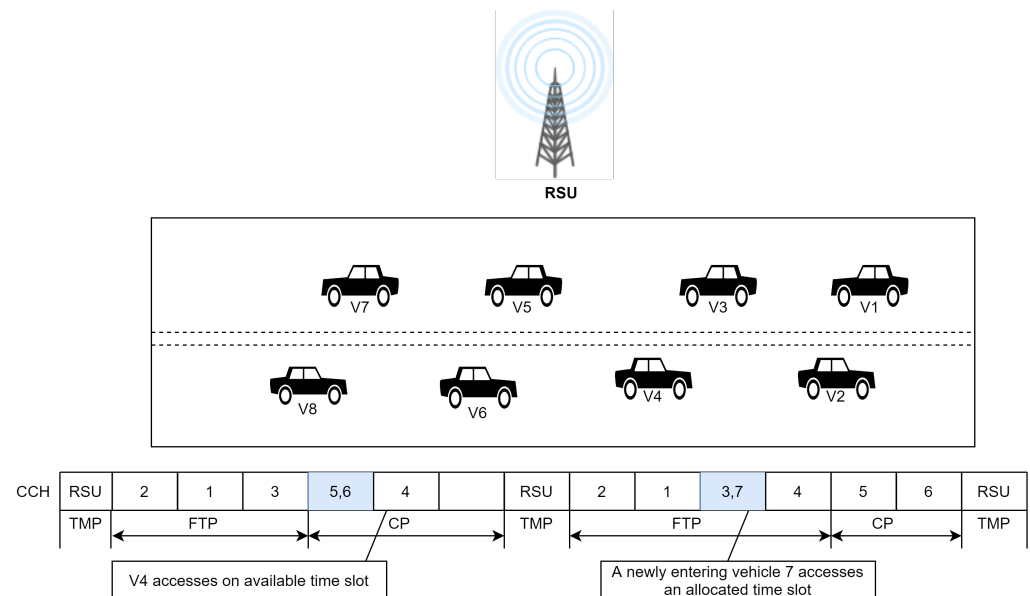 RSU
V7 V5 V3 V1
V8 V6 V4 V2
CCH RSU 2 1 3 5,6 4 RSU 2 1 3,7 4 5 6 RSU
TMP FTP CP TMP FTP CP TMP
V4 accesses on available time slot
A newly entering vehicle 7 accesses
an allocated time slot